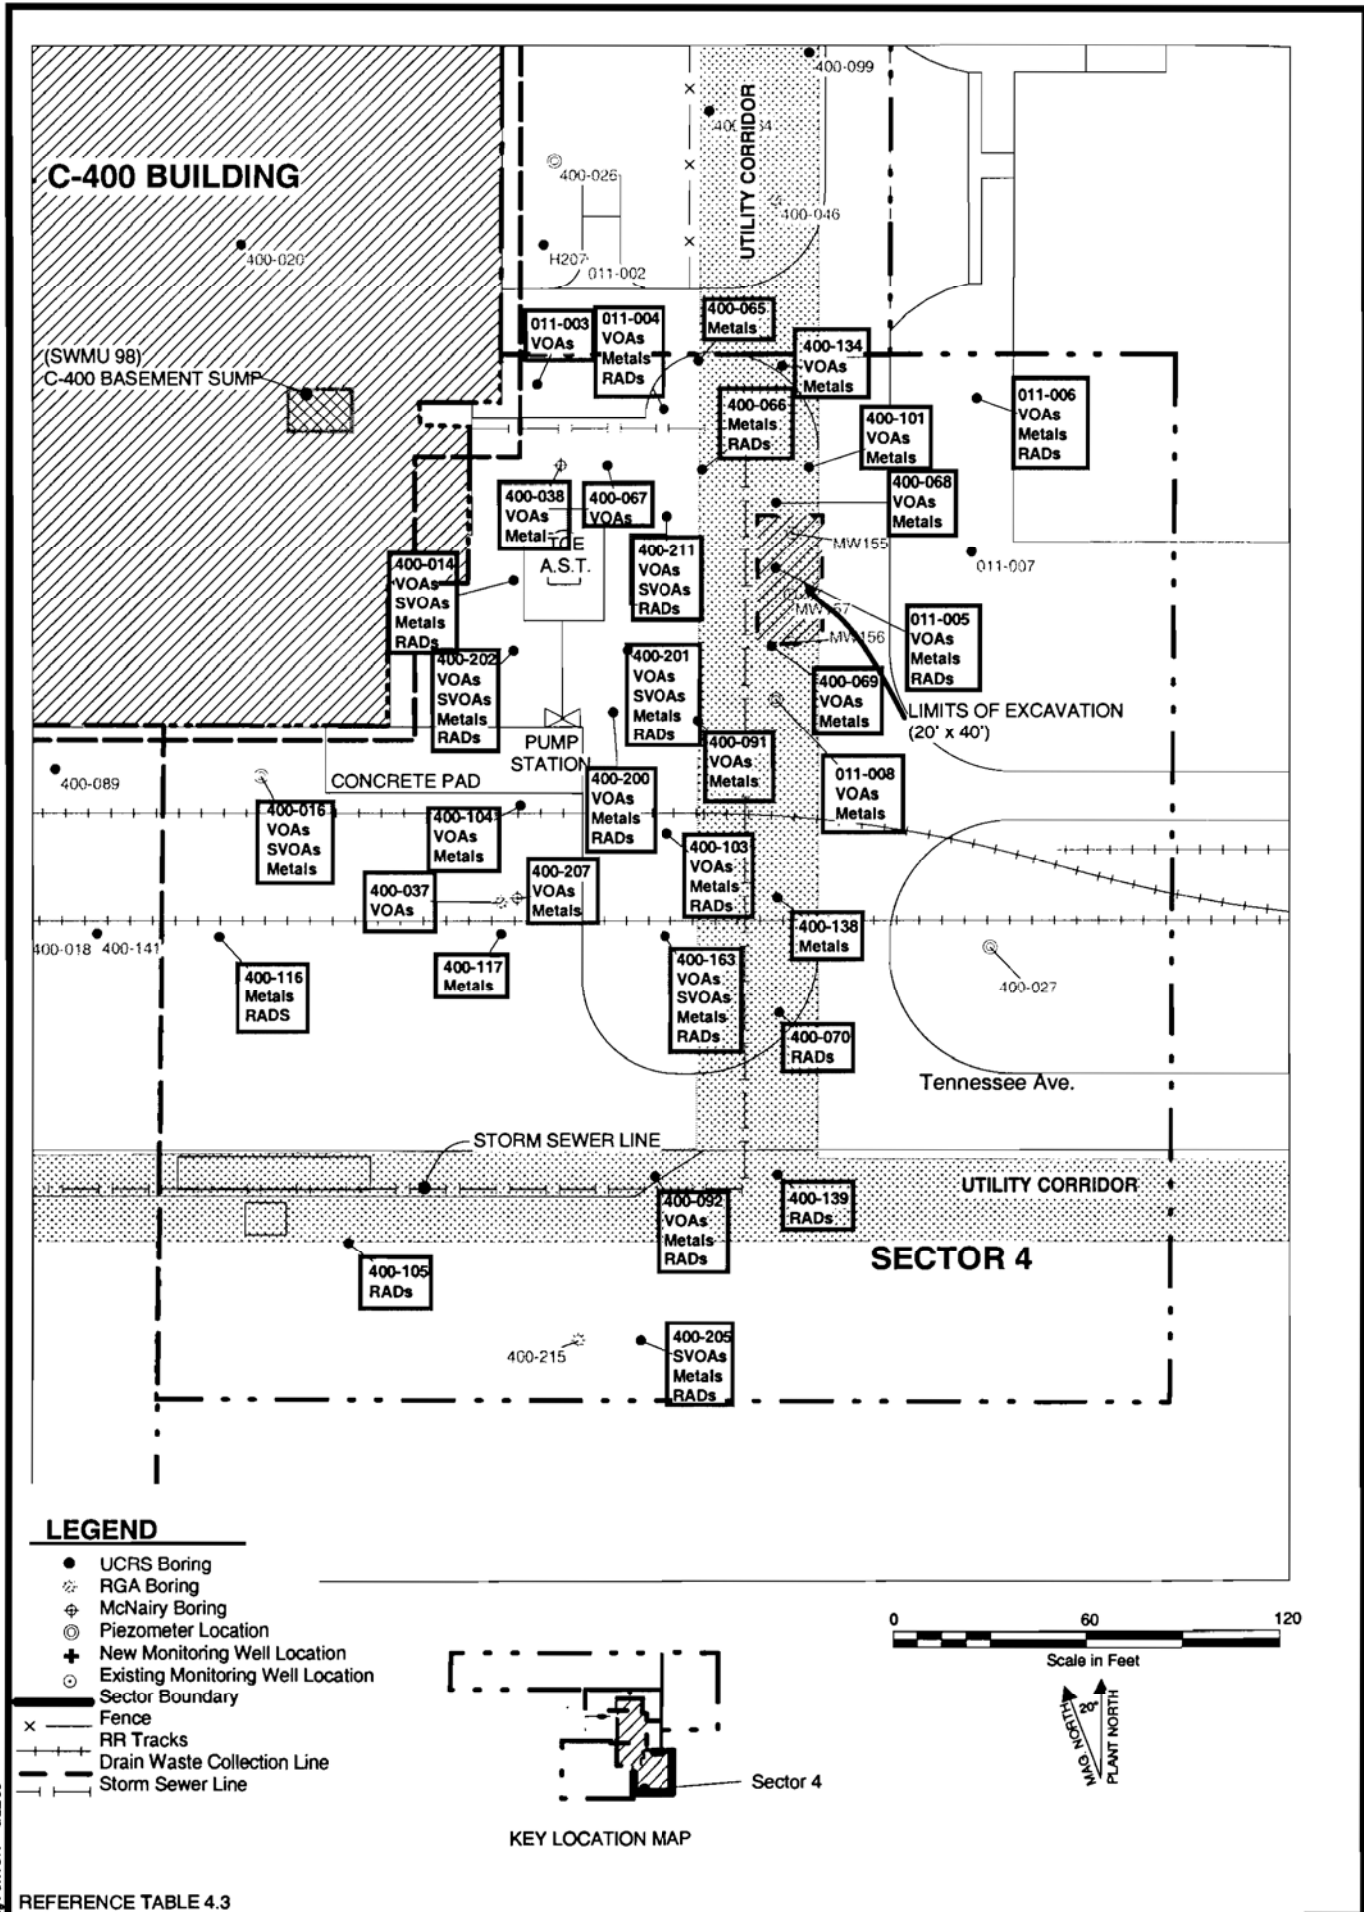 400-099
UTILITY CORRIDOR
C-400 BUILDING
400-026
400-046
400-020
H207
011-002
(SWMU 98)
C-400 BASEMENT SUMP
011-003
VOAs
011-004
VOAs
Metals
RADs
400-065
Metals
400-134
VOAs
Metals
400-066
Metals
RADs
400-101
VOAs
Metals
011-006
VOAs
Metals
RADs
400-038
VOAs
Metals
400-067
VOAs
400-068
VOAs
Metals
TCE
A.S.T.
400-211
VOAs
SVOAs
RADs
MW155
011-007
400-014
VOAs
SVOAs
Metals
RADs
MW157
MW156
011-005
VOAs
Metals
RADs
400-202
VOAs
SVOAs
Metals
RADs
400-201
VOAs
SVOAs
Metals
RADs
400-069
VOAs
Metals
LIMITS OF EXCAVATION
(20' x 40')
PUMP
STATION
400-091
VOAs
Metals
011-008
VOAs
Metals
400-089
CONCRETE PAD
400-200
VOAs
Metals
RADs
400-016
VOAs
SVOAs
Metals
400-104
VOAs
Metals
400-103
VOAs
Metals
RADs
400-037
VOAs
400-207
VOAs
Metals
400-138
Metals
400-018
400-141
400-116
Metals
RADS
400-117
Metals
400-163
VOAs
SVOAs
Metals
RADs
400-027
400-070
RADs
Tennessee Ave.
STORM SEWER LINE
400-092
VOAs
Metals
RADs
400-139
RADs
UTILITY CORRIDOR
SECTOR 4
400-105
RADs
400-215
400-205
SVOAs
Metals
RADs
LEGEND
UCRS Boring
RGA Boring
McNairy Boring
Piezometer Location
New Monitoring Well Location
Existing Monitoring Well Location
Sector Boundary
Fence
RR Tracks
Drain Waste Collection Line
Storm Sewer Line
0 60 120
Scale in Feet
MAG. NORTH
20°
PLANT NORTH
Sector 4
KEY LOCATION MAP
REFERENCE TABLE 4.3